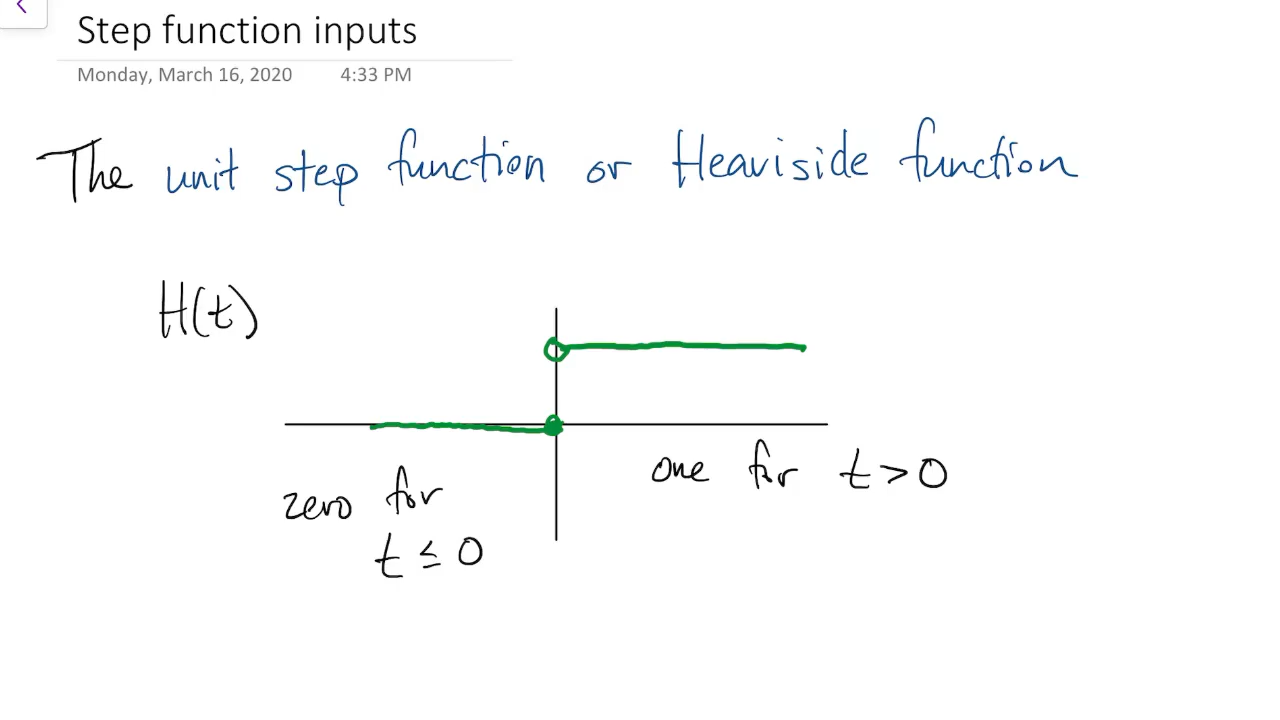 Step function inputs
Monday, March 16, 2020 4:33 PM
The unit step function or Heaviside function
H(t)
one for t > 0
zero for
t ≤ 0